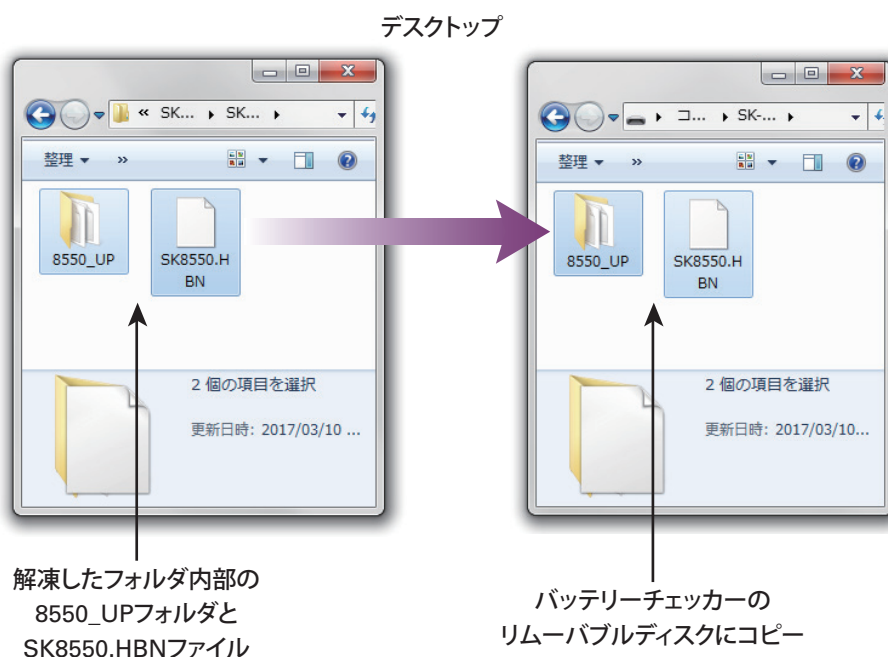 デスクトップ
« SK... ▸ SK... ▸
整理 ▼ »
8550_UP
SK8550.H
BN
2 個の項目を選択
更新日時: 2017/03/10 ...
解凍したフォルダ内部の
8550_UPフォルダと
SK8550.HBNファイル
▸ コ... ▸ SK-... ▸
整理 ▼ »
8550_UP
SK8550.H
BN
2 個の項目を選択
更新日時: 2017/03/10...
バッテリーチェッカーの
リムーバブルディスクにコピー